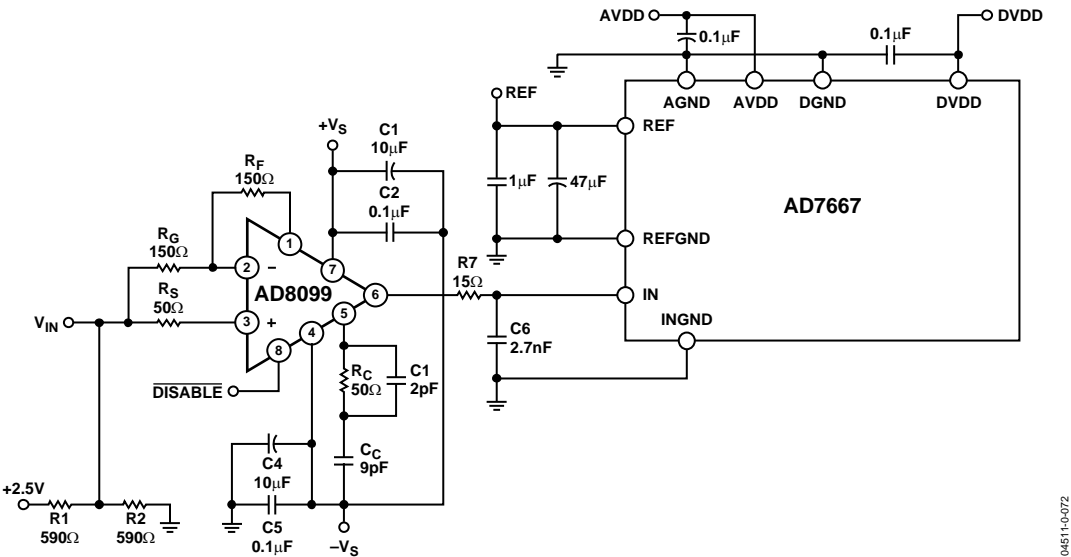 AVDD
0.1µF
0.1µF
DVDD
AGND
AVDD
DGND
DVDD
REF
REF
1µF
47µF
AD7667
REFGND
+VS
C1
10µF
C2
0.1µF
RF
150Ω
RG
150Ω
RS
50Ω
VIN
1
2
−
AD8099
3
+
7
6
5
4
8
DISABLE
R7
15Ω
IN
INGND
C6
2.7nF
RC
50Ω
C1
2pF
CC
9pF
C4
10µF
C5
0.1µF
−VS
+2.5V
R1
590Ω
R2
590Ω
04511-0-072